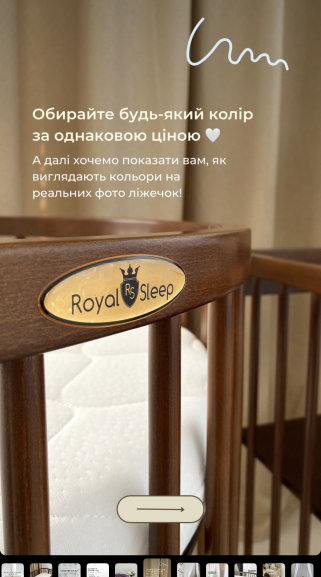 Обирайте будь-який колір
за однаковою ціною 🤍
А далі хочемо показати вам, як
виглядають кольори на
реальних фото ліжечок!
Royal RS Sleep